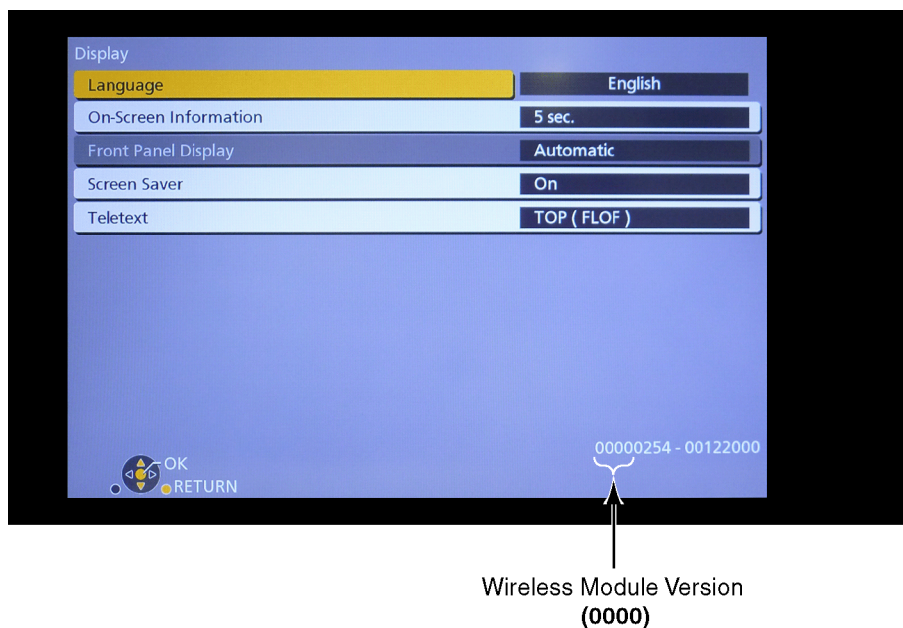 Display
Language English
On-Screen Information 5 sec.
Front Panel Display Automatic
Screen Saver On
Teletext TOP ( FLOF )
00000254 - 00122000
OK
RETURN
Wireless Module Version
(0000)